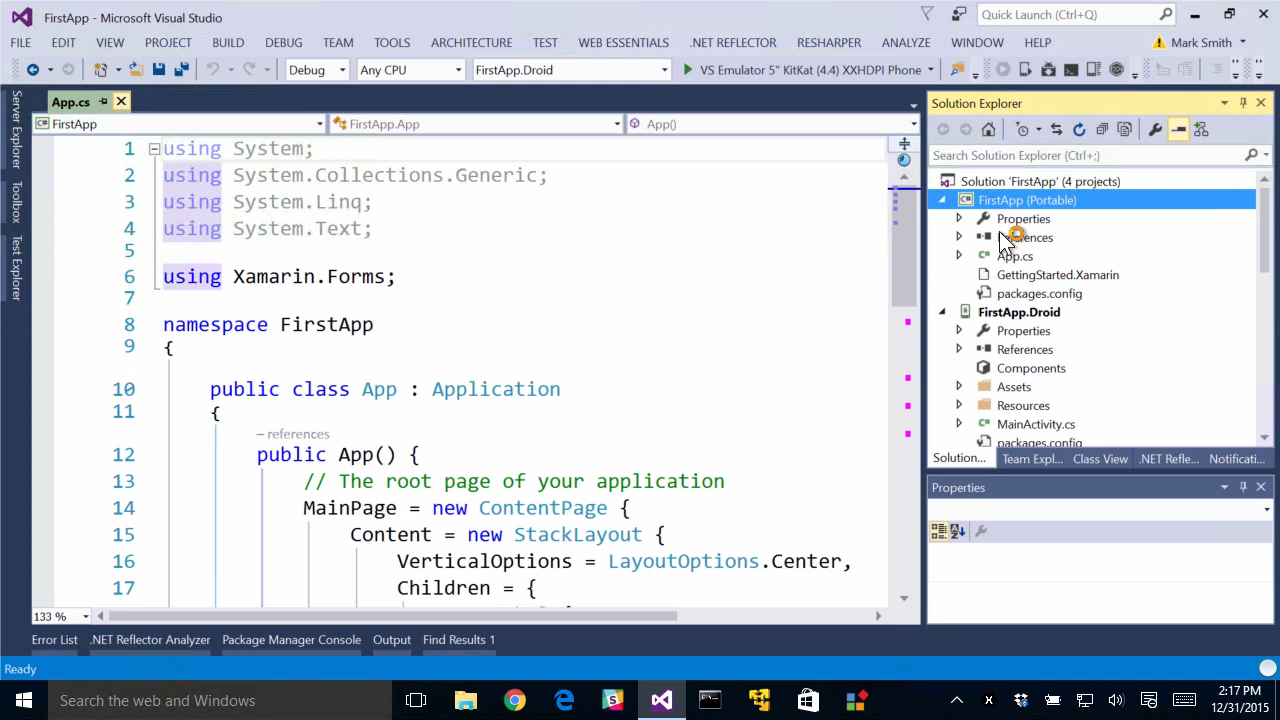 FirstApp - Microsoft Visual Studio
Quick Launch (Ctrl+Q)
FILE EDIT VIEW PROJECT BUILD DEBUG TEAM TOOLS ARCHITECTURE TEST WEB ESSENTIALS .NET REFLECTOR RESHARPER ANALYZE WINDOW HELP Mark Smith
Debug Any CPU FirstApp.Droid VS Emulator 5" KitKat (4.4) XXHDPI Phone
Server Explorer
Toolbox
Test Explorer
App.cs
FirstApp FirstApp.App App()
1 using System;
2 using System.Collections.Generic;
3 using System.Linq;
4 using System.Text;
5
6 using Xamarin.Forms;
7
8 namespace FirstApp
9 {
10 public class App : Application
11 {
– references
12 public App() {
13 // The root page of your application
14 MainPage = new ContentPage {
15 Content = new StackLayout {
16 VerticalOptions = LayoutOptions.Center,
17 Children = {
133 %
Solution Explorer
Search Solution Explorer (Ctrl+;)
Solution 'FirstApp' (4 projects)
C# FirstApp (Portable)
Properties
C# App.cs
GettingStarted.Xamarin
packages.config
FirstApp.Droid
Properties
References
Components
Assets
Resources
C# MainActivity.cs
packages.config
Solution... Team Expl... Class View .NET Refle... Notificati...
Properties
Error List .NET Reflector Analyzer Package Manager Console Output Find Results 1
Ready
Search the web and Windows
2:17 PM
12/31/2015